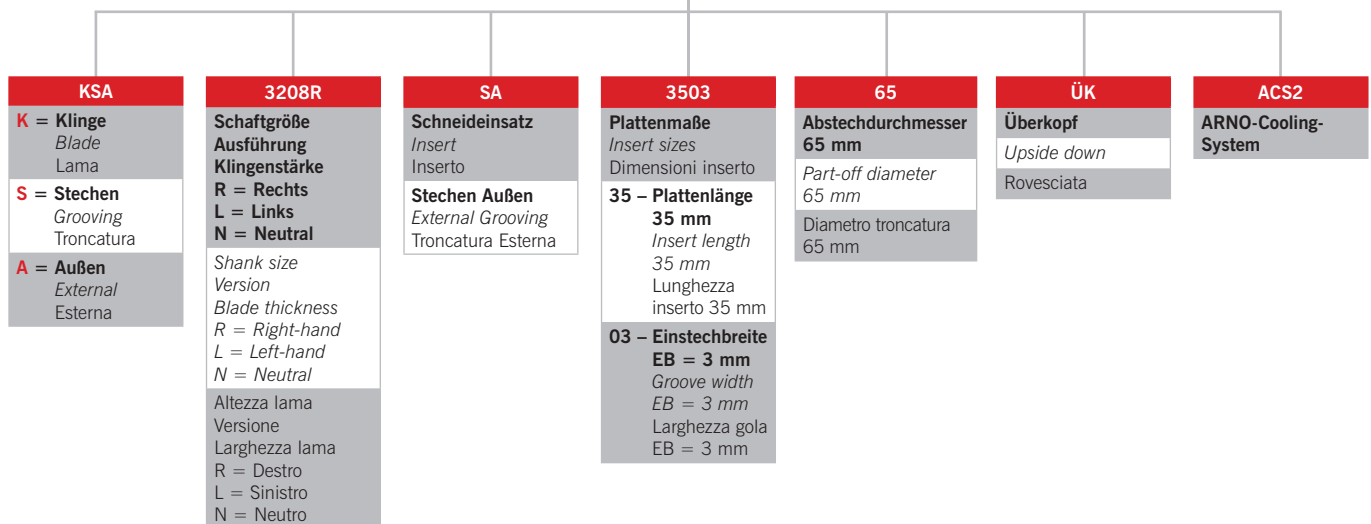 KSA
K = Klinge
Blade
Lama
S = Stechen
Grooving
Troncatura
A = Außen
External
Esterna
3208R
Schaftgröße
Ausführung
Klingenstärke
R = Rechts
L = Links
N = Neutral
Shank size
Version
Blade thickness
R = Right-hand
L = Left-hand
N = Neutral
Altezza lama
Versione
Larghezza lama
R = Destro
L = Sinistro
N = Neutro
SA
Schneideinsatz
Insert
Inserto
Stechen Außen
External Grooving
Troncatura Esterna
3503
Plattenmaße
Insert sizes
Dimensioni inserto
35 – Plattenlänge
35 mm
Insert length
35 mm
Lunghezza
inserto 35 mm
03 – Einstechbreite
EB = 3 mm
Groove width
EB = 3 mm
Larghezza gola
EB = 3 mm
65
Abstechdurchmesser
65 mm
Part-off diameter
65 mm
Diametro troncatura
65 mm
ÜK
Überkopf
Upside down
Rovesciata
ACS2
ARNO-Cooling-
System